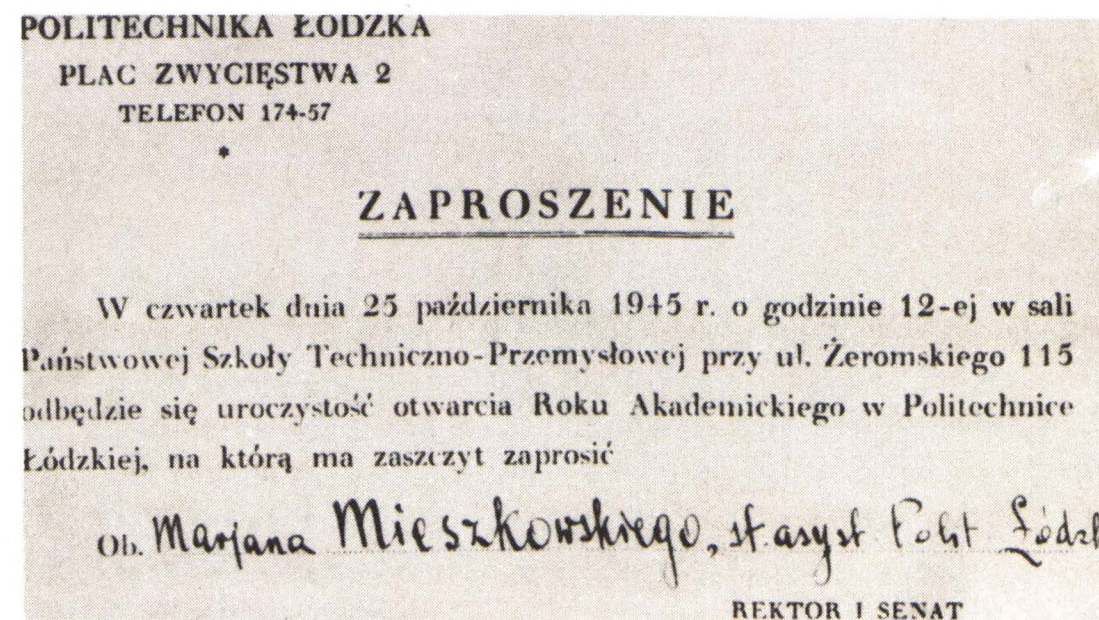 POLITECHNIKA ŁÓDZKA
PLAC ZWYCIĘSTWA 2
TELEFON 174-57
*
ZAPROSZENIE
W czwartek dnia 25 października 1945 r. o godzinie 12-ej w sali
Państwowej Szkoły Techniczno-Przemysłowej przy ul. Żeromskiego 115
odbędzie się uroczystość otwarcia Roku Akademickiego w Politechnice
Łódzkiej, na którą ma zaszczyt zaprosić
Ob. Marjana Mieszkowskiego, st. asyst Polit Łódzk
REKTOR I SENAT